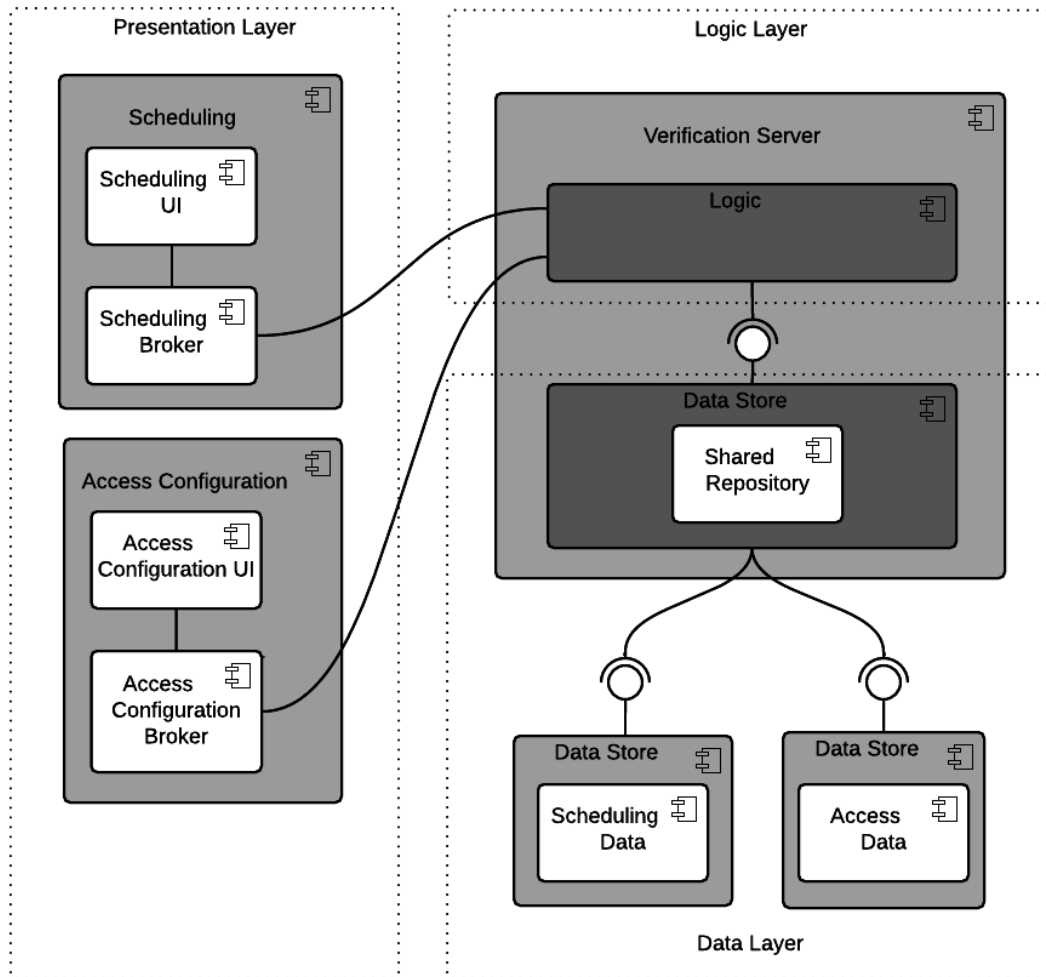 Presentation Layer
Scheduling
Scheduling
UI
Scheduling
Broker
Access Configuration
Access
Configuration UI
Access
Configuration
Broker
Logic Layer
Verification Server
Logic
Data Store
Shared
Repository
Data Store
Scheduling
Data
Data Store
Access
Data
Data Layer